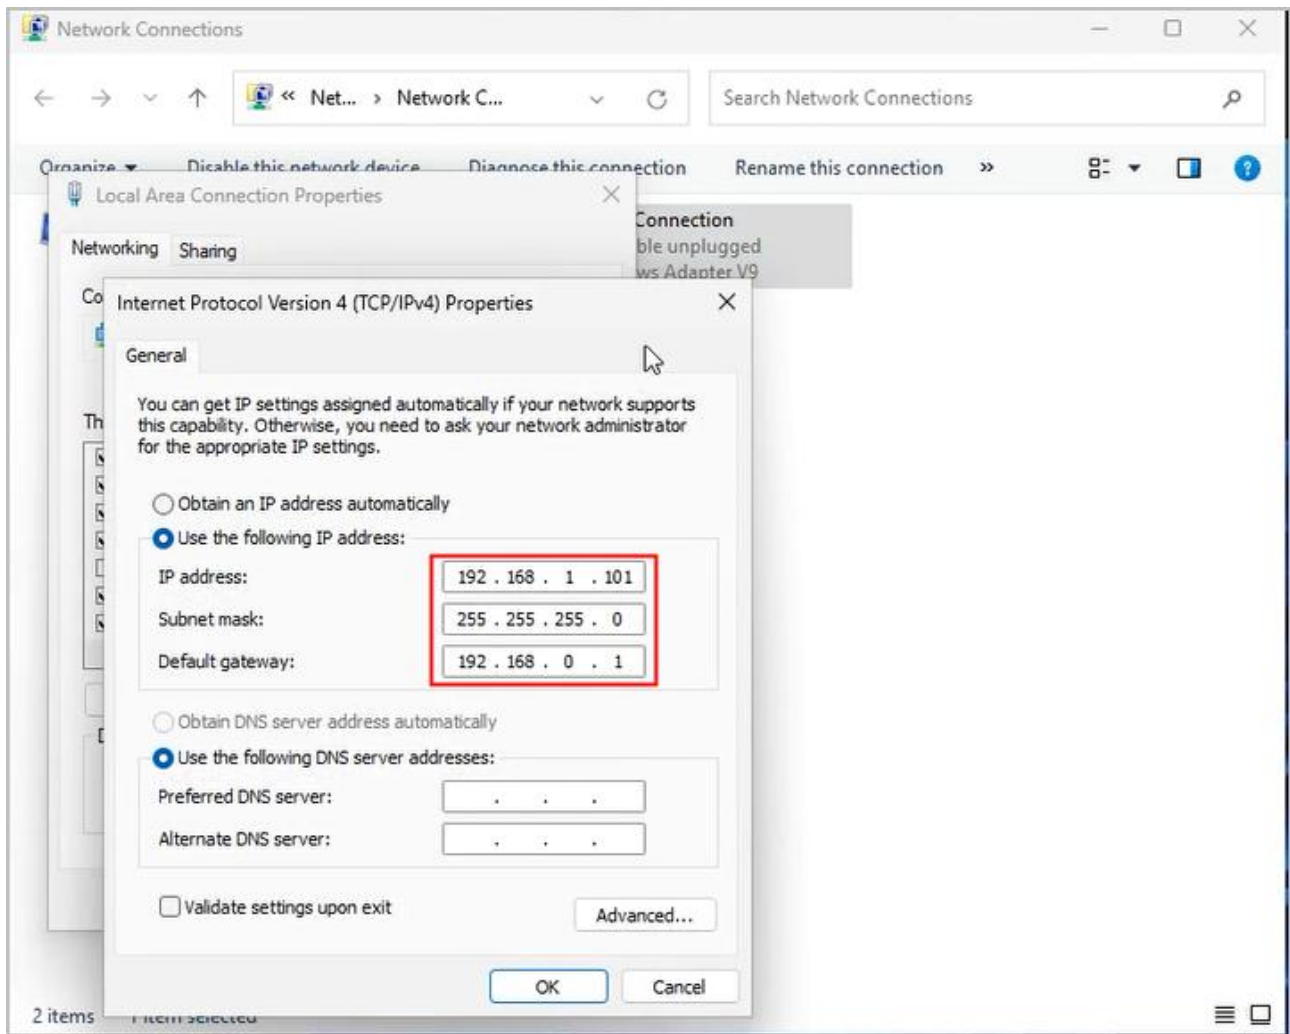 Network Connections
« Net... › Network C...
Search Network Connections
Organize Disable this network device Diagnose this connection Rename this connection »
Local Area Connection Properties
Connection
ble unplugged
ws Adapter V9
Networking Sharing
Co
Internet Protocol Version 4 (TCP/IPv4) Properties
General
You can get IP settings assigned automatically if your network supports
this capability. Otherwise, you need to ask your network administrator
for the appropriate IP settings.
Th
Obtain an IP address automatically
Use the following IP address:
IP address: 192 . 168 . 1 . 101
Subnet mask: 255 . 255 . 255 . 0
Default gateway: 192 . 168 . 0 . 1
Obtain DNS server address automatically
Use the following DNS server addresses:
Preferred DNS server: . . .
Alternate DNS server: . . .
Validate settings upon exit
Advanced...
OK Cancel
2 items 1 item selected